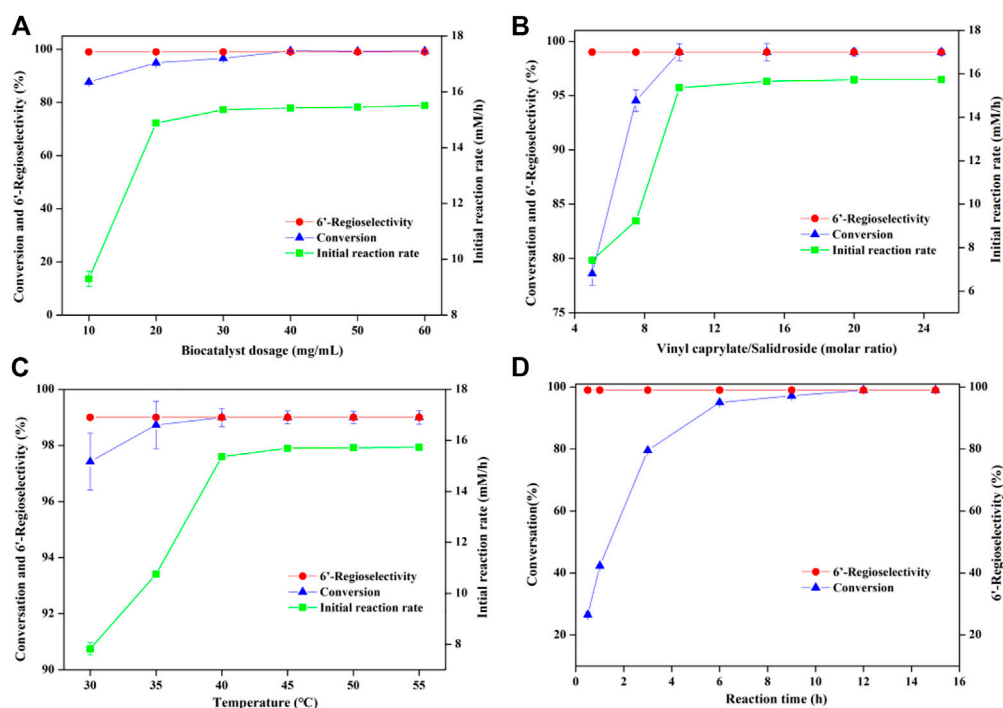 A
Conversion and 6'-Regioselectivity (%)
100
80
60
40
20
0
18
16
14
12
10
8
Initial reaction rate (mM/h)
6'-Regioselectivity
Conversion
Initial reaction rate
10 20 30 40 50 60
Biocatalyst dosage (mg/mL)
B
Conversation and 6'-Regioselectivity (%)
100
95
90
85
80
75
18
16
14
12
10
8
6
Initial reaction rate (mM/h)
6'-Regioselectivity
Conversion
Initial reaction rate
4 8 12 16 20 24
Vinyl caprylate/Salidroside (molar ratio)
C
Conversation and 6'-Regioselectivity (%)
100
98
96
94
92
90
18
16
14
12
10
8
Intial reaction rate (mM/h)
6'-Regioselectivity
Conversion
Initial reaction rate
30 35 40 45 50 55
Temperature (℃)
D
Conversation(%)
100
80
60
40
20
100
80
60
40
20
6'-Regioselectivity (%)
6'-Regioselectivity
Conversion
0 2 4 6 8 10 12 14 16
Reaction time (h)